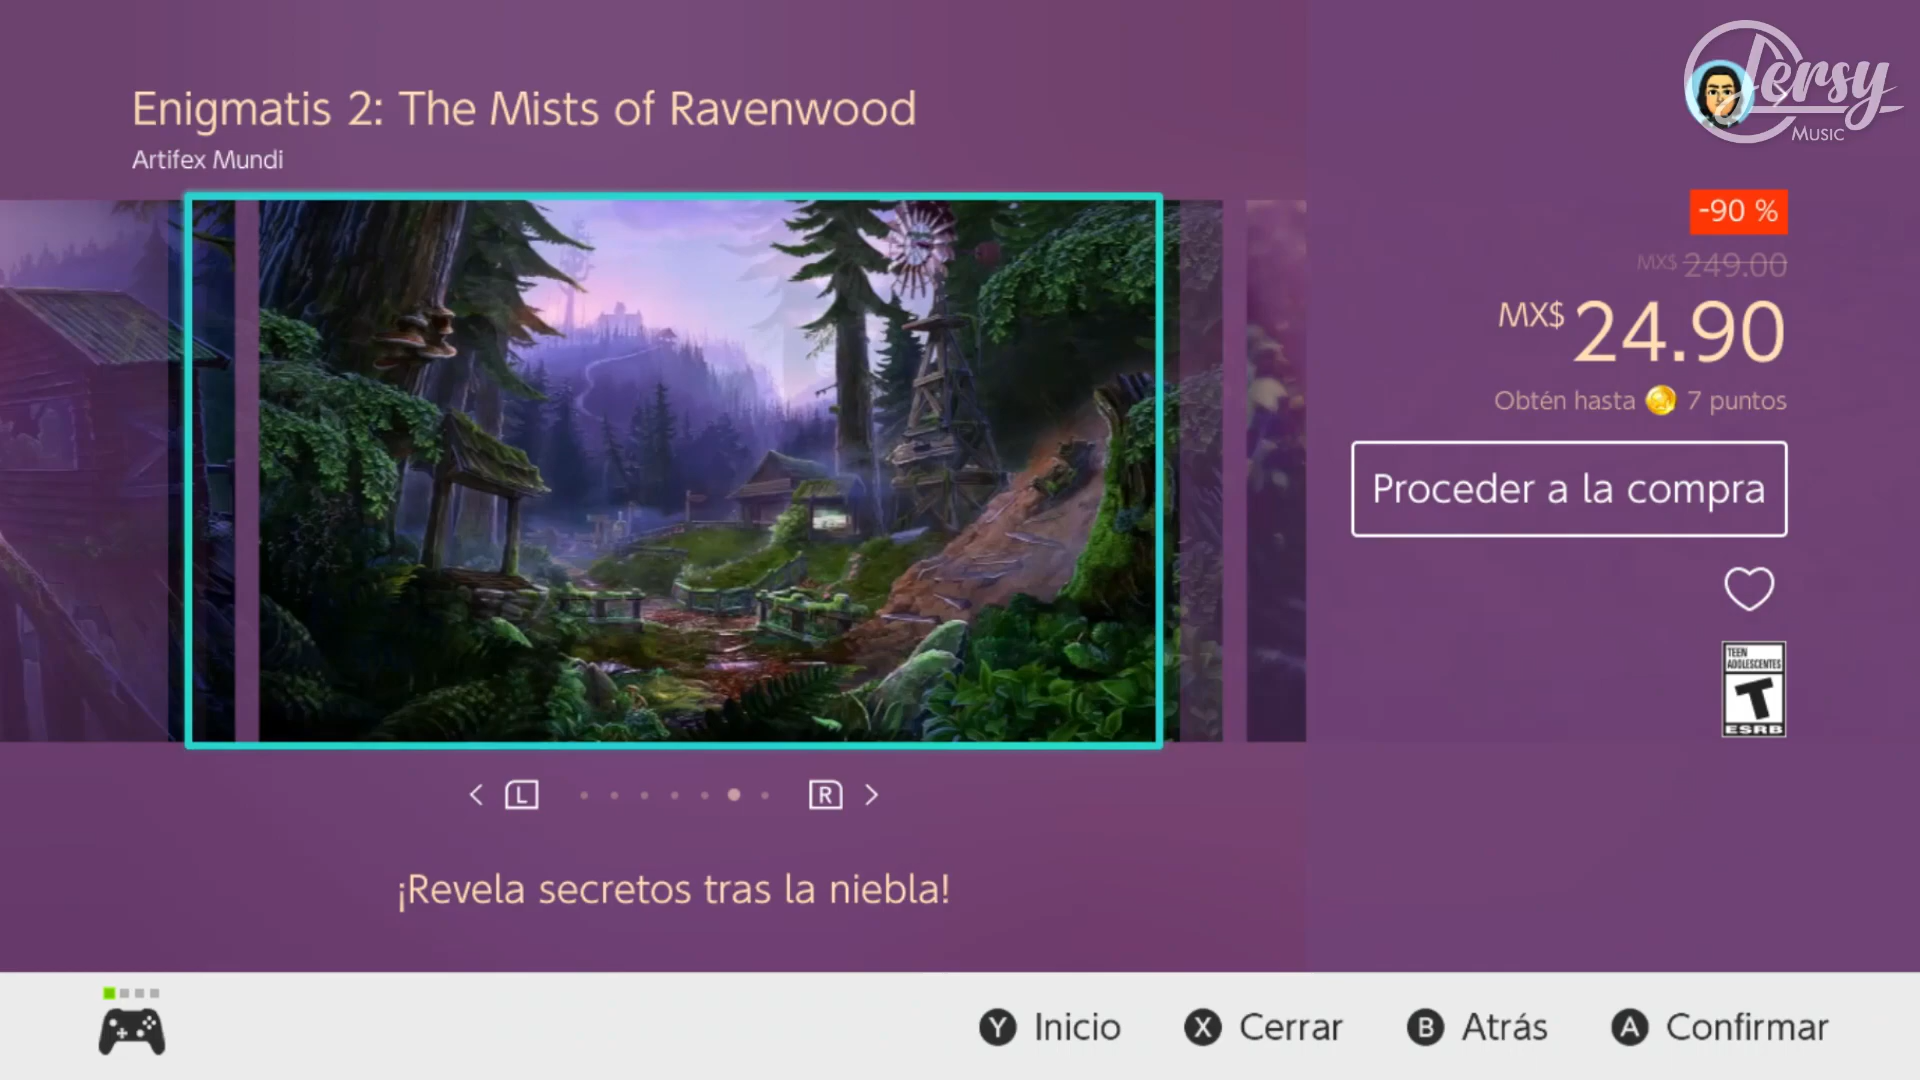 Enigmatis 2: The Mists of Ravenwood
Artifex Mundi
Jersy
Music
-90 %
MX$ 249.00
MX$ 24.90
Obtén hasta 7 puntos
Proceder a la compra
TEEN
ADOLESCENTES
T
ESRB
L R
¡Revela secretos tras la niebla!
Y Inicio X Cerrar B Atrás A Confirmar